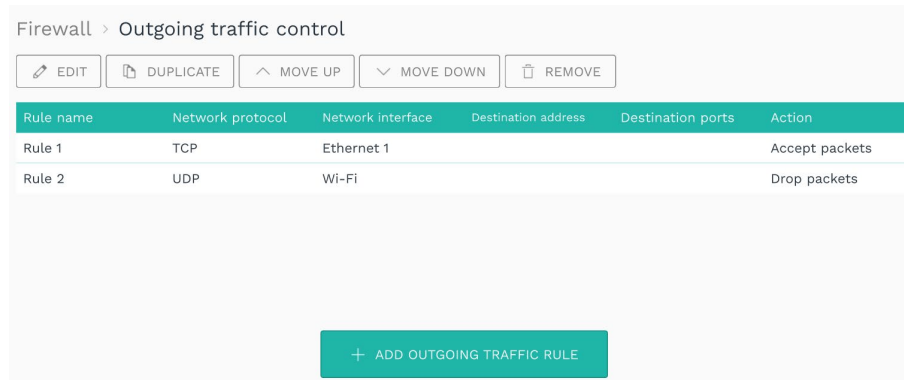 Firewall > Outgoing traffic control
EDIT DUPLICATE MOVE UP MOVE DOWN REMOVE
Rule name Network protocol Network interface Destination address Destination ports Action
Rule 1 TCP Ethernet 1 Accept packets
Rule 2 UDP Wi-Fi Drop packets
+ ADD OUTGOING TRAFFIC RULE